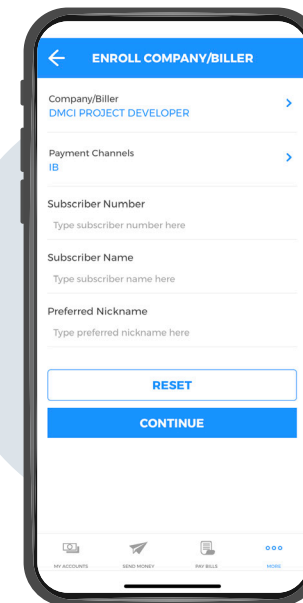 ENROLL COMPANY/BILLER
Company/Biller
DMCI PROJECT DEVELOPER
Payment Channels
IB
Subscriber Number
Type subscriber number here
Subscriber Name
Type subscriber name here
Preferred Nickname
Type preferred nickname here
RESET
CONTINUE
MY ACCOUNTS SEND MONEY PAY BILLS MORE